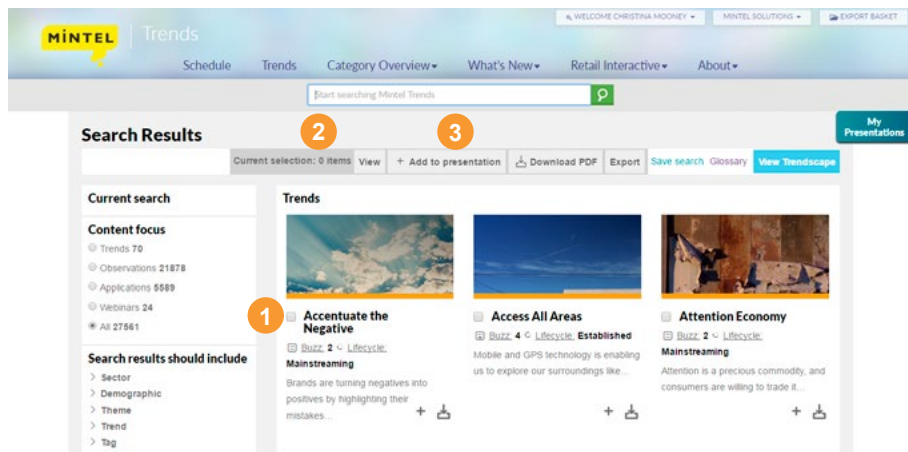 WELCOME CHRISTINA MOONEY
MINTEL SOLUTIONS
EXPORT BASKET
MiNTEL
Trends
Schedule Trends Category Overview What's New Retail Interactive About
Start searching Mintel Trends
My
Presentations
Search Results
2
3
Current selection: 0 items View + Add to presentation Download PDF Export Save search Glossary View Trendscape
Current search
Content focus
Trends 70
Observations 21878
Applications 5589
Webinars 24
All 27561
Search results should include
> Sector
> Demographic
> Theme
> Trend
> Tag
Trends
1
Accentuate the
Negative
Buzz: 2 Lifecycle:
Mainstreaming
Brands are turning negatives into
positives by highlighting their
mistakes...
+
Access All Areas
Buzz: 4 Lifecycle: Established
Mobile and GPS technology is enabling
us to explore our surroundings like...
+
Attention Economy
Buzz: 2 Lifecycle:
Mainstreaming
Attention is a precious commodity, and
consumers are willing to trade it...
+